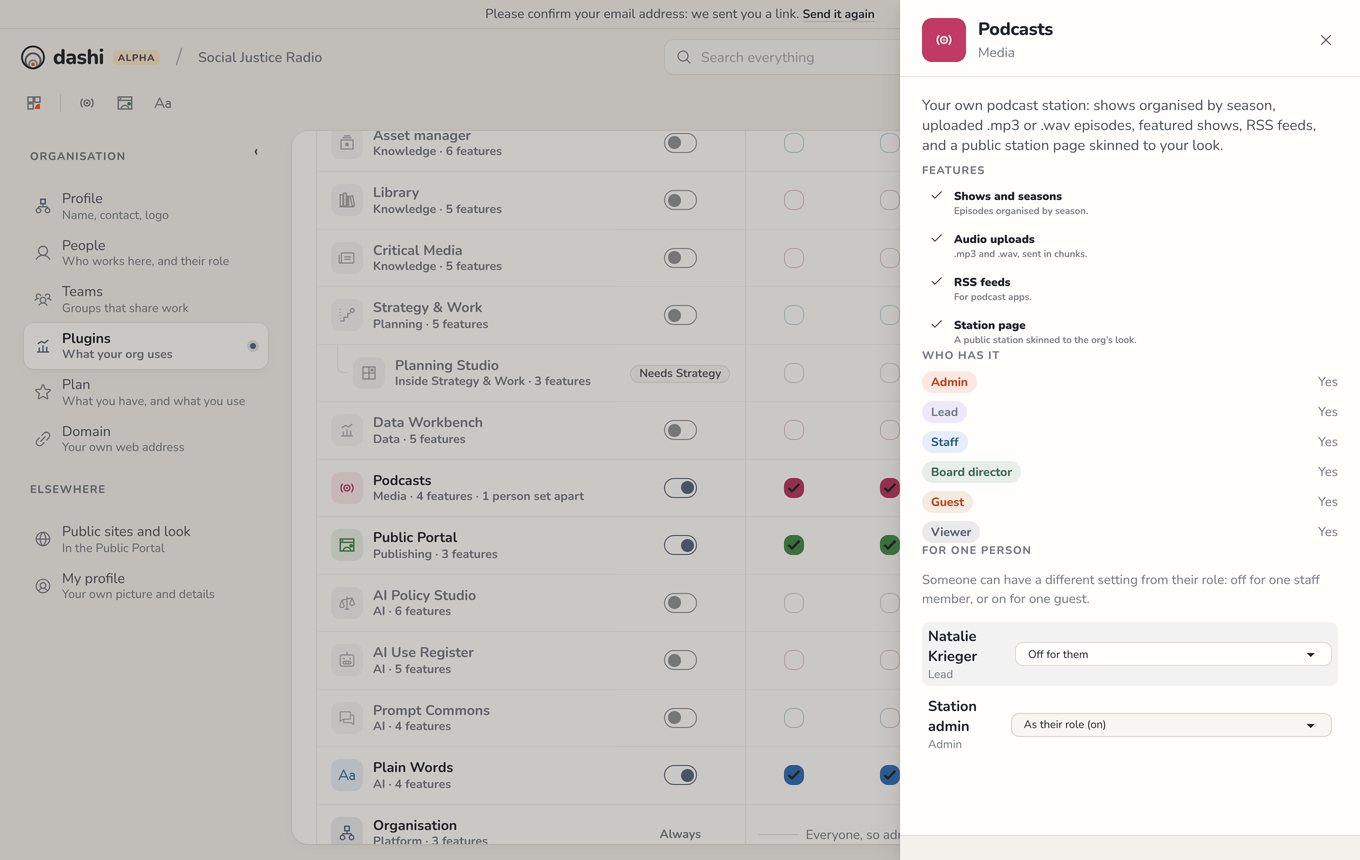 Please confirm your email address: we sent you a link. Send it again
dashi ALPHA / Social Justice Radio
Search everything
Aa
ORGANISATION
Profile
Name, contact, logo
People
Who works here, and their role
Teams
Groups that share work
Plugins
What your org uses
Plan
What you have, and what you use
Domain
Your own web address
ELSEWHERE
Public sites and look
In the Public Portal
My profile
Your own picture and details
Asset manager
Knowledge · 6 features
Library
Knowledge · 5 features
Critical Media
Knowledge · 5 features
Strategy & Work
Planning · 5 features
Planning Studio
Inside Strategy & Work · 3 features
Needs Strategy
Data Workbench
Data · 5 features
Podcasts
Media · 4 features · 1 person set apart
Public Portal
Publishing · 3 features
AI Policy Studio
AI · 6 features
AI Use Register
AI · 5 features
Prompt Commons
AI · 4 features
Aa
Plain Words
AI · 4 features
Organisation
Platform · 3 features
Always
Everyone, so ad
Podcasts
Media
Your own podcast station: shows organised by season,
uploaded .mp3 or .wav episodes, featured shows, RSS feeds,
and a public station page skinned to your look.
FEATURES
Shows and seasons
Episodes organised by season.
Audio uploads
.mp3 and .wav, sent in chunks.
RSS feeds
For podcast apps.
Station page
A public station skinned to the org's look.
WHO HAS IT
Admin Yes
Lead Yes
Staff Yes
Board director Yes
Guest Yes
Viewer Yes
FOR ONE PERSON
Someone can have a different setting from their role: off for one staff
member, or on for one guest.
Natalie
Krieger
Lead
Off for them
Station
admin
Admin
As their role (on)